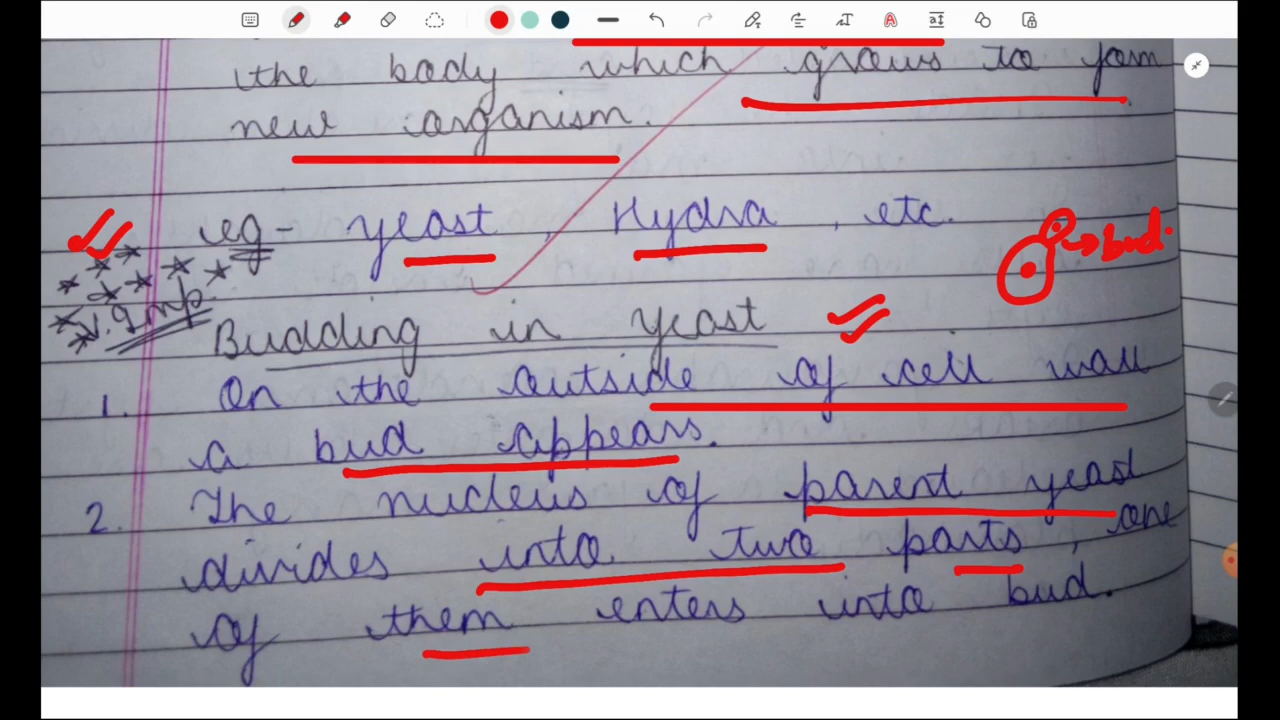 the body which grows to form
new organism.
eg- yeast, Hydra, etc.
→ bud.
V. Imp.
Budding in yeast
1. On the outside of cell wall
a bud appears.
2. The nucleus of parent yeast
divides into two parts, one
of them enters into bud.